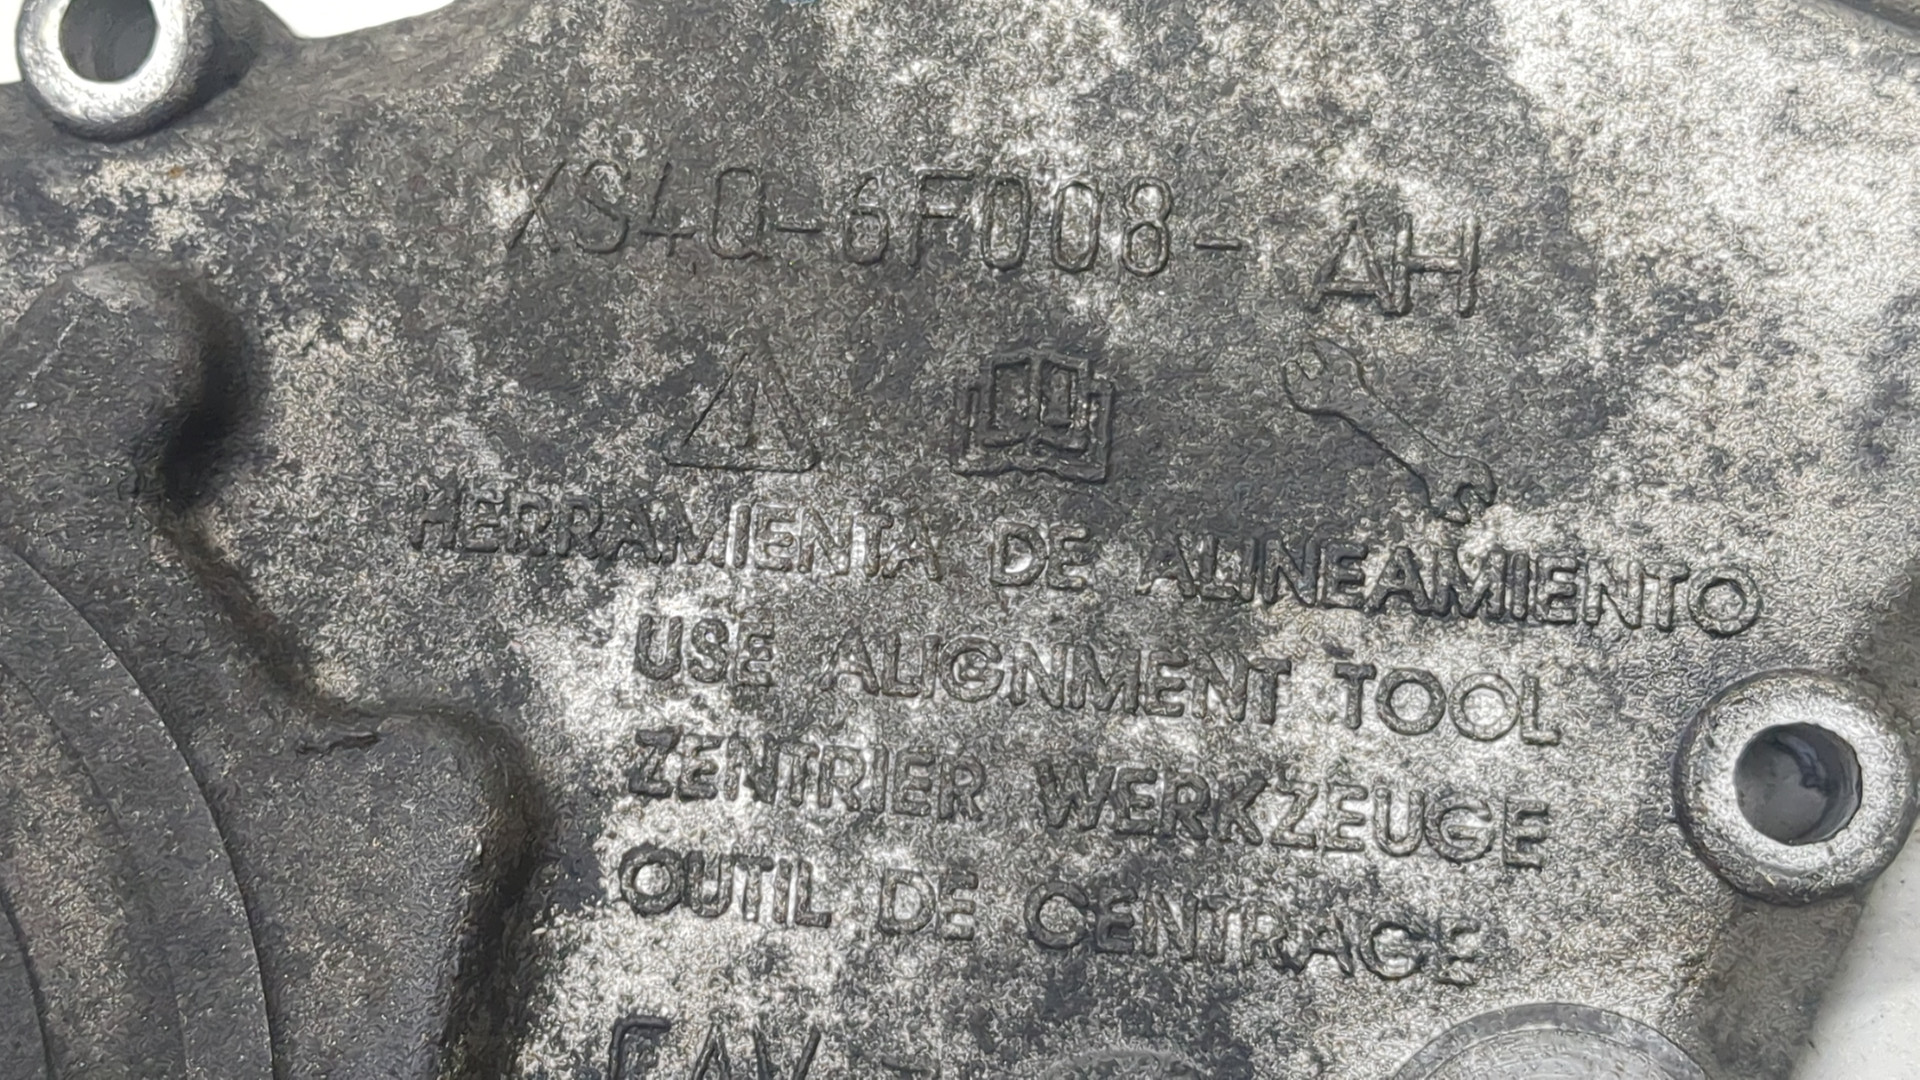 XS4Q-6F008- AH
HERRAMIENTA DE ALINEAMIENTO
USE ALIGNMENT TOOL
ZENTRIER WERKZEUGE
OUTIL DE CENTRAGE